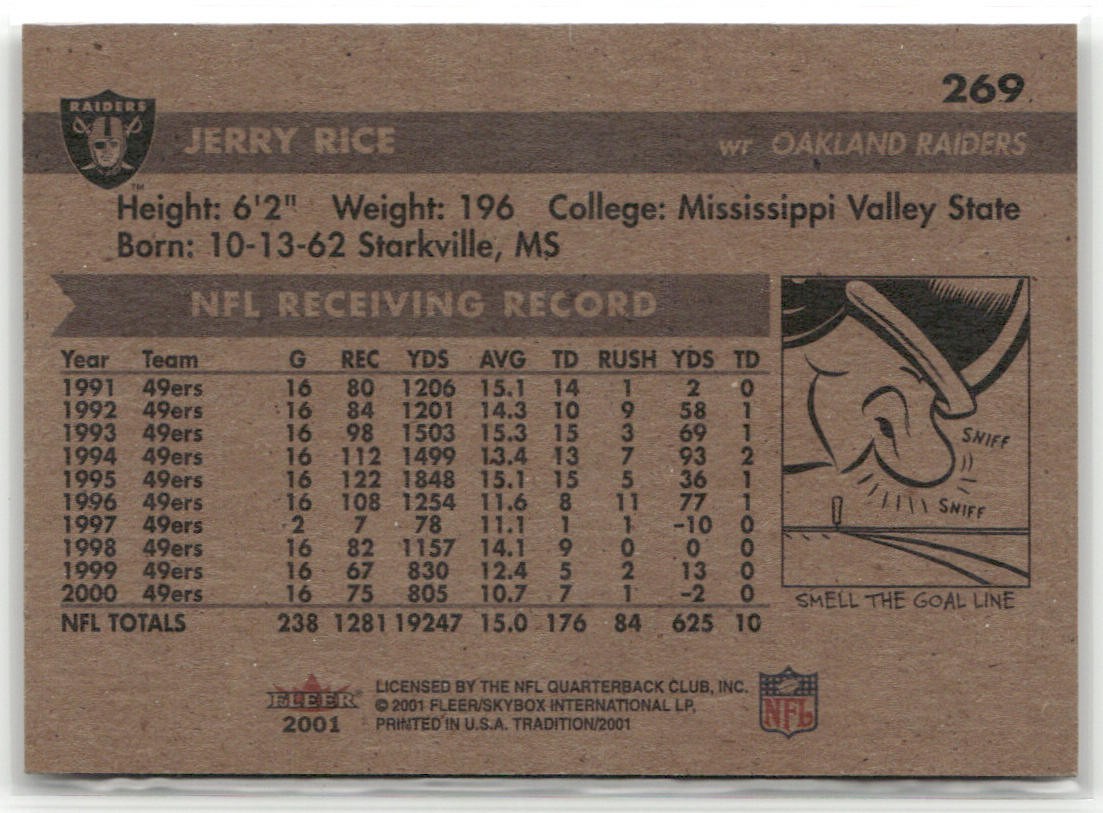 269
RAIDERS
JERRY RICE WR OAKLAND RAIDERS
TM
Height: 6'2" Weight: 196 College: Mississippi Valley State
Born: 10-13-62 Starkville, MS
NFL RECEIVING RECORD
Year Team G REC YDS AVG TD RUSH YDS TD
1991 49ers 16 80 1206 15.1 14 1 2 0
1992 49ers 16 84 1201 14.3 10 9 58 1
1993 49ers 16 98 1503 15.3 15 3 69 1
1994 49ers 16 112 1499 13.4 13 7 93 2
1995 49ers 16 122 1848 15.1 15 5 36 1
1996 49ers 16 108 1254 11.6 8 11 77 1
1997 49ers 2 7 78 11.1 1 1 -10 0
1998 49ers 16 82 1157 14.1 9 0 0 0
1999 49ers 16 67 830 12.4 5 2 13 0
2000 49ers 16 75 805 10.7 7 1 -2 0
NFL TOTALS 238 1281 19247 15.0 176 84 625 10
SNIFF
SNIFF
SMELL THE GOAL LINE
FLEER
2001
LICENSED BY THE NFL QUARTERBACK CLUB, INC.
© 2001 FLEER/SKYBOX INTERNATIONAL LP,
PRINTED IN U.S.A. TRADITION/2001
NFL